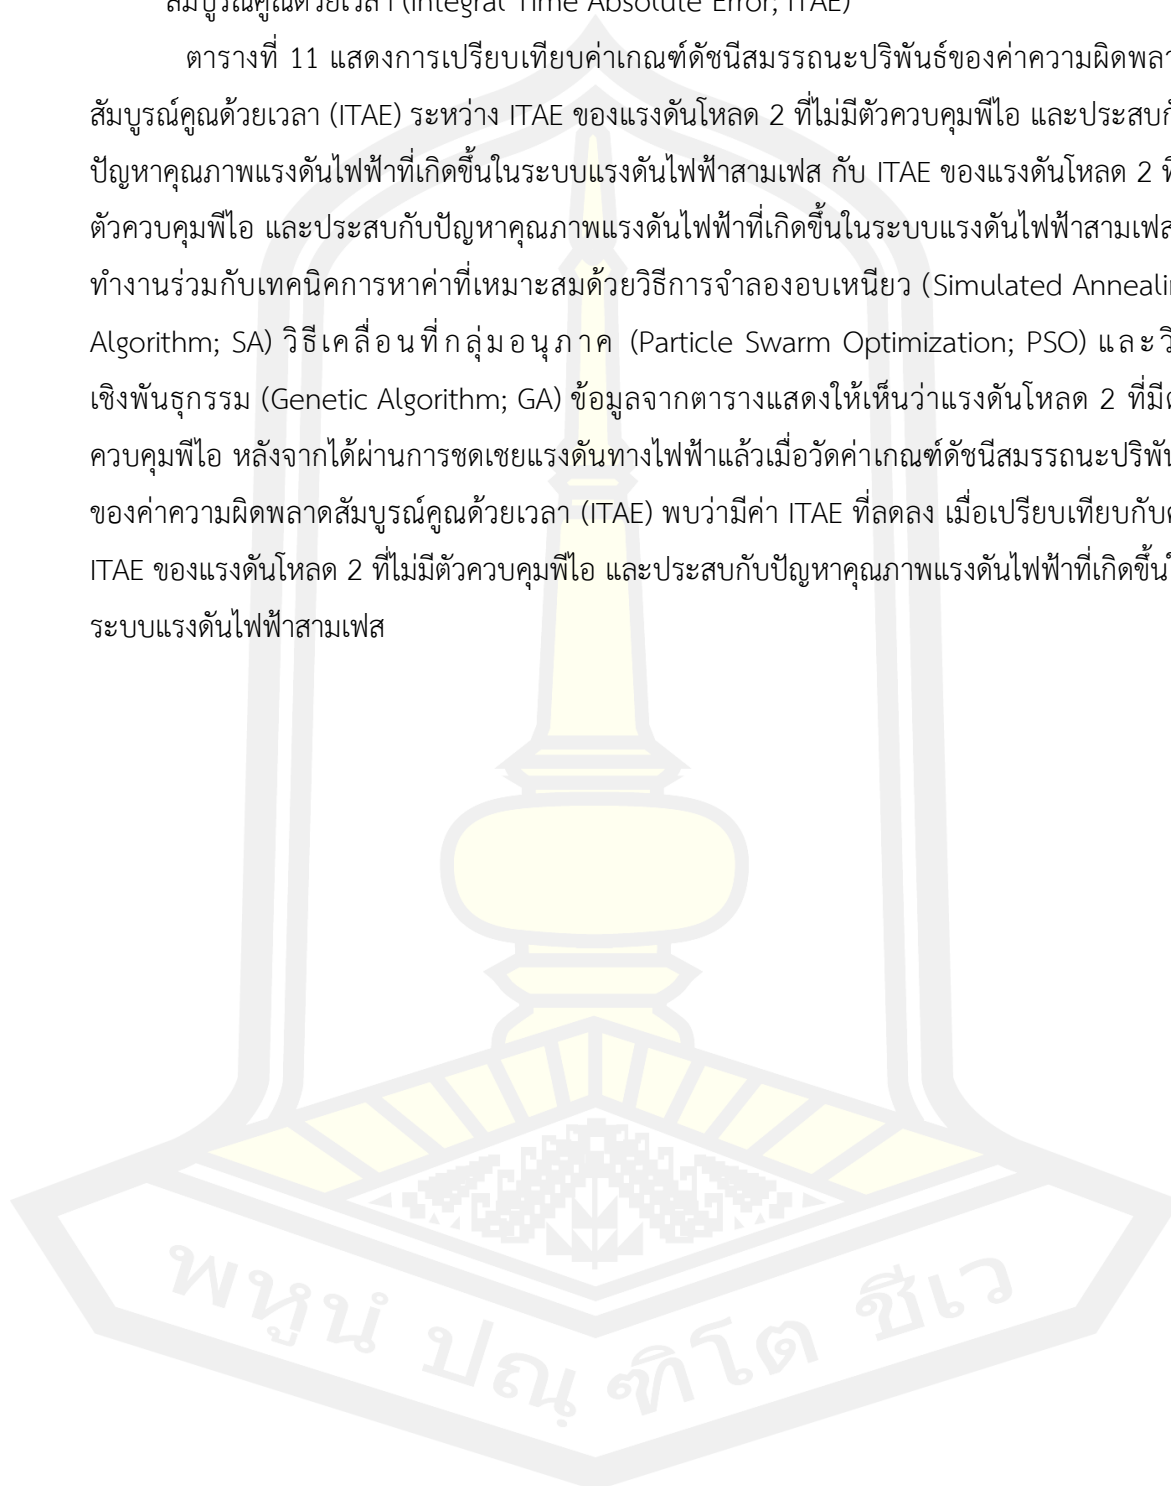 สัมบูรณ์คูณด้วยเวลา (Integral Time Absolute Error; ITAE)
ตารางที่ 11 แสดงการเปรียบเทียบค่าเกณฑ์ดัชนีสมรรถนะปริพันธ์ของค่าความผิดพลา
สัมบูรณ์คูณด้วยเวลา (ITAE) ระหว่าง ITAE ของแรงดันโหลด 2 ที่ไม่มีตัวควบคุมพีไอ และประสบกั
ปัญหาคุณภาพแรงดันไฟฟ้าที่เกิดขึ้นในระบบแรงดันไฟฟ้าสามเฟส กับ ITAE ของแรงดันโหลด 2
ตัวควบคุมพีไอ และประสบกับปัญหาคุณภาพแรงดันไฟฟ้าที่เกิดขึ้นในระบบแรงดันไฟฟ้าสามเฟส
ทำงานร่วมกับเทคนิคการหาค่าที่เหมาะสมด้วยวิธีการจำลองอบเหนียว (Simulated Annealin
Algorithm; SA) วิธีเคลื่อนที่กลุ่มอนุภาค (Particle Swarm Optimization; PSO) และวิ
เชิงพันธุกรรม (Genetic Algorithm; GA) ข้อมูลจากตารางแสดงให้เห็นว่าแรงดันโหลด 2 ที่มีต
ควบคุมพีไอ หลังจากได้ผ่านการชดเชยแรงดันทางไฟฟ้าแล้วเมื่อวัดค่าเกณฑ์ดัชนีสมรรถนะปริพัน
ของค่าความผิดพลาดสัมบูรณ์คูณด้วยเวลา (ITAE) พบว่ามีค่า ITAE ที่ลดลง เมื่อเปรียบเทียบกับค
ITAE ของแรงดันโหลด 2 ที่ไม่มีตัวควบคุมพีไอ และประสบกับปัญหาคุณภาพแรงดันไฟฟ้าที่เกิดขึ้นใ
ระบบแรงดันไฟฟ้าสามเฟส
พหูนํ ปณฺฑิโต ชีเว